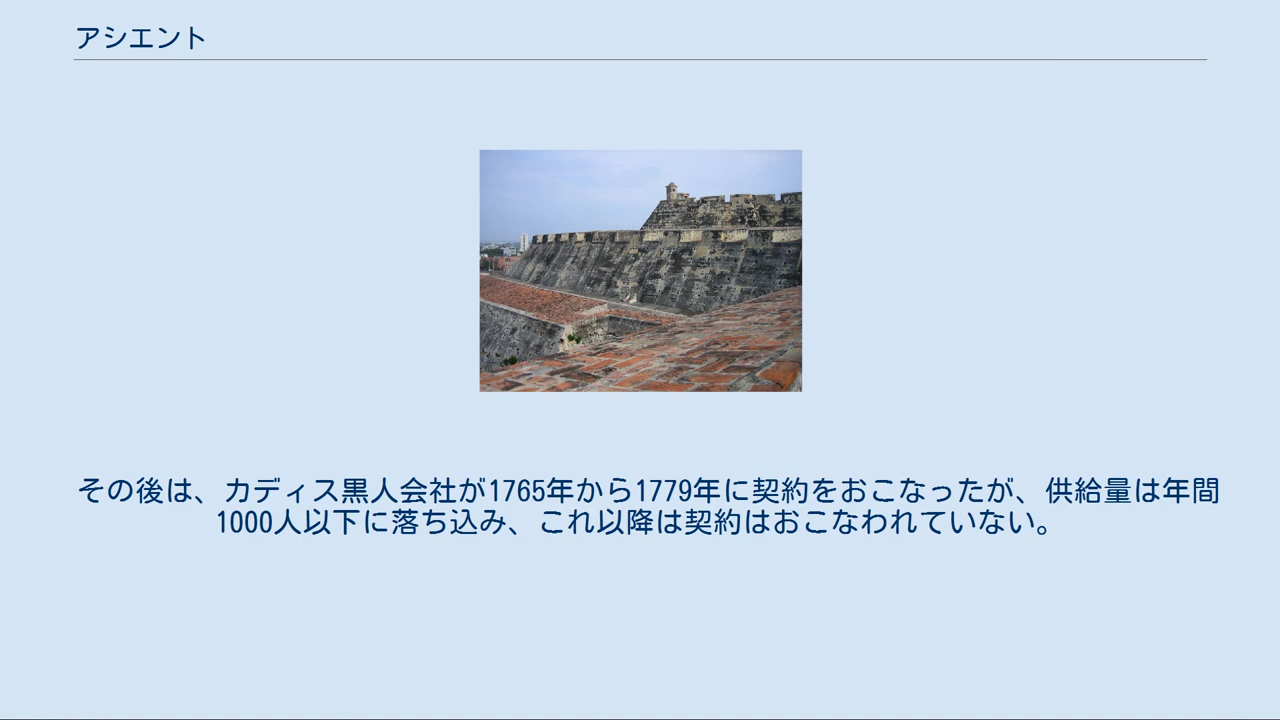 アシエント
その後は、カディス黒人会社が1765年から1779年に契約をおこなったが、供給量は年間
1000人以下に落ち込み、これ以降は契約はおこなわれていない。